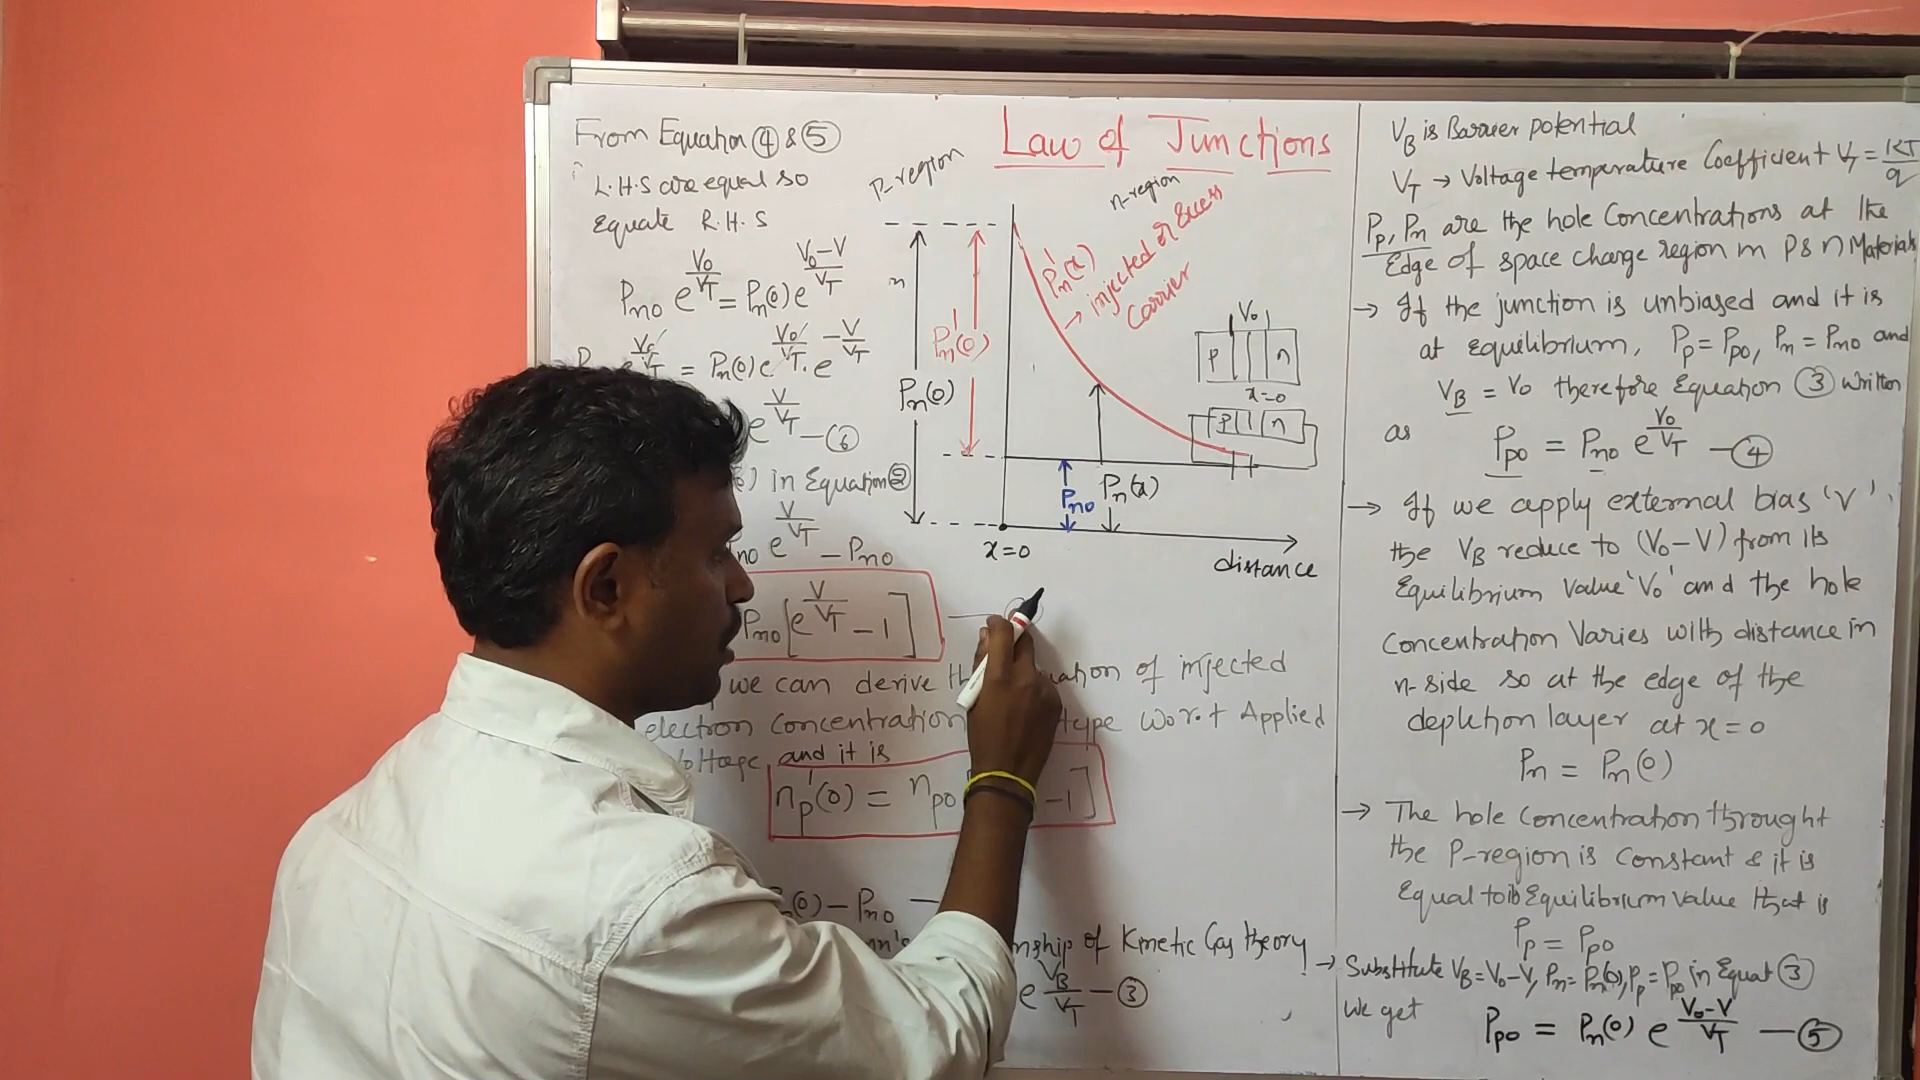 From Equation ④ & ⑤
L.H.S are equal so
Equate R.H.S
Pno e^(V0/VT) = Pn(0) e^((V0-V)/VT)
e^(V0/VT) = Pn(0) e^(V0/VT) . e^(-V/VT)
e^(V/VT) - ⑥
in Equation ②
e^(V/VT) - Pno
Pno [e^(V/VT) - 1]
we can derive
of injected
electron concentration
type w.r.t Applied
Voltage and it is
np'(0) = npo
-1]
(0) - Pno -
of Kinetic Gas theory
e^(VB/VT) - ③
Law of Junctions
P-region
n-region
Pn'(x)
→ injected or Excess
Carrier
Pn'(0)
Pn(0)
Pno
Pn(x)
V0
P n
x=0
P n
x=0
distance
VB is Barrier potential
VT → Voltage temperature Coefficient VT = KT/q
Pp, Pn are the hole Concentrations at the
Edge of space charge region in P & n Materials
→ If the junction is unbiased and it is
at equilibrium, Pp = Ppo, Pn = Pno and
VB = V0 therefore Equation ③ written
as Ppo = Pno e^(V0/VT) - ④
→ If we apply external bias 'V',
the VB reduce to (V0-V) from its
Equilibrium Value 'V0' and the hole
Concentration Varies with distance in
n-side so at the edge of the
depletion layer at x=0
Pn = Pn(0)
→ The hole concentration throught
the P-region is Constant & it is
Equal to its Equilibrium value that is
Pp = Ppo
→ Substitute VB = V0-V, Pn = Pn(0), Pp = Ppo in Equat ③
We get Ppo = Pn(0) e^((V0-V)/VT) - ⑤